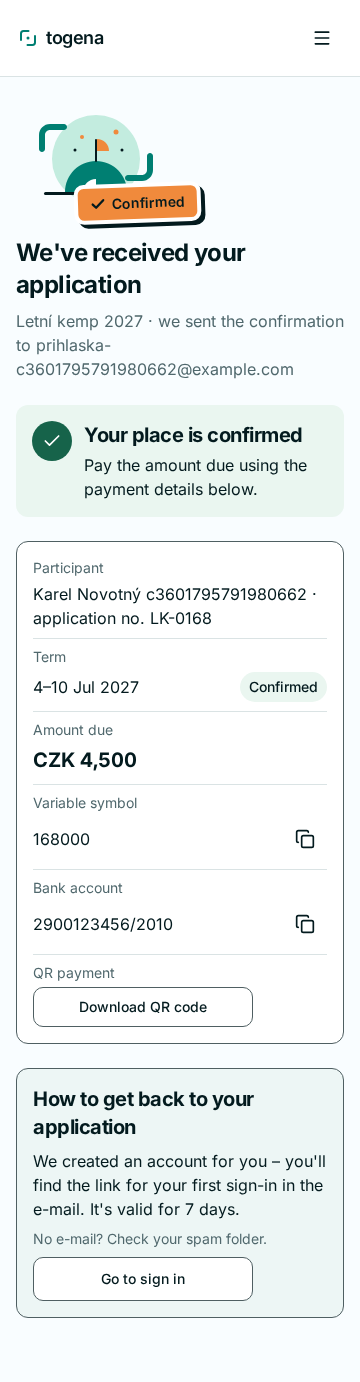 togena
Confirmed
We've received your
application
Letní kemp 2027 · we sent the confirmation
to prihlaska-
c3601795791980662@example.com
Your place is confirmed
Pay the amount due using the
payment details below.
Participant
Karel Novotný c3601795791980662 ·
application no. LK-0168
Term
4–10 Jul 2027
Confirmed
Amount due
CZK 4,500
Variable symbol
168000
Bank account
2900123456/2010
QR payment
Download QR code
How to get back to your
application
We created an account for you – you'll
find the link for your first sign-in in the
e-mail. It's valid for 7 days.
No e-mail? Check your spam folder.
Go to sign in